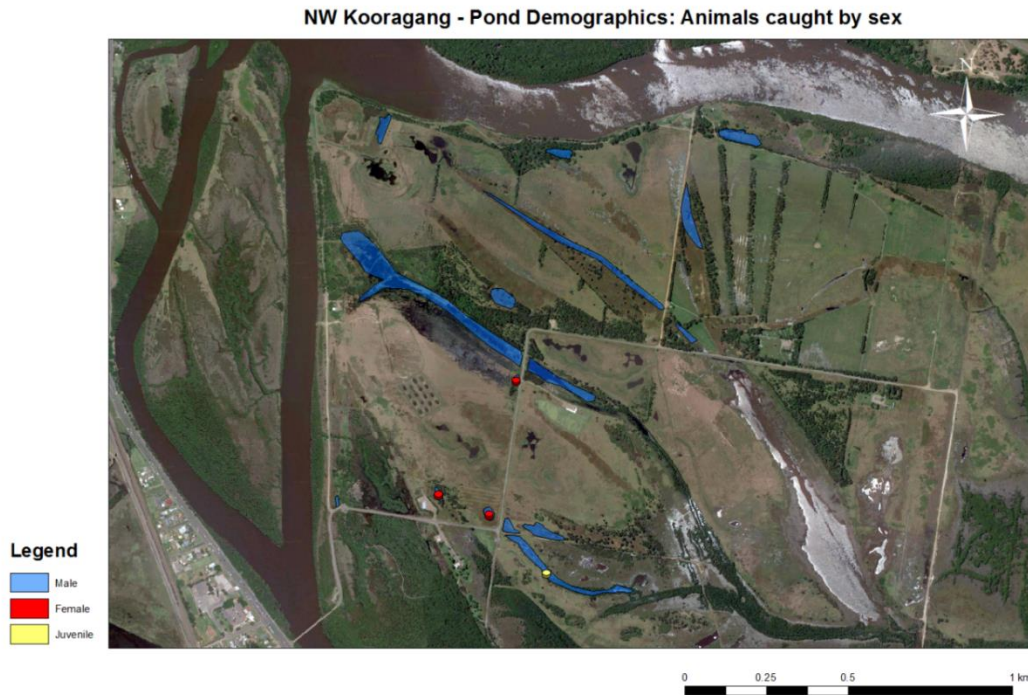 NW Kooragang - Pond Demographics: Animals caught by sex
Legend
Male
Female
Juvenile
0 0.25 0.5 1 km